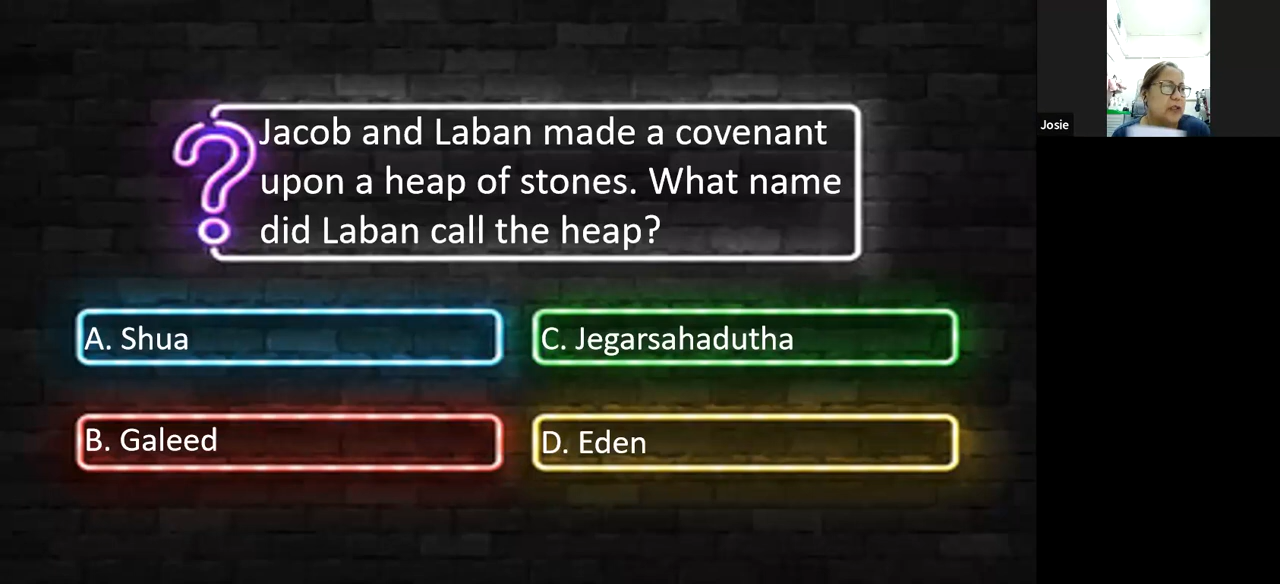 Jacob and Laban made a covenant
upon a heap of stones. What name
did Laban call the heap?
A. Shua
C. Jegarsahadutha
B. Galeed
D. Eden
Josie